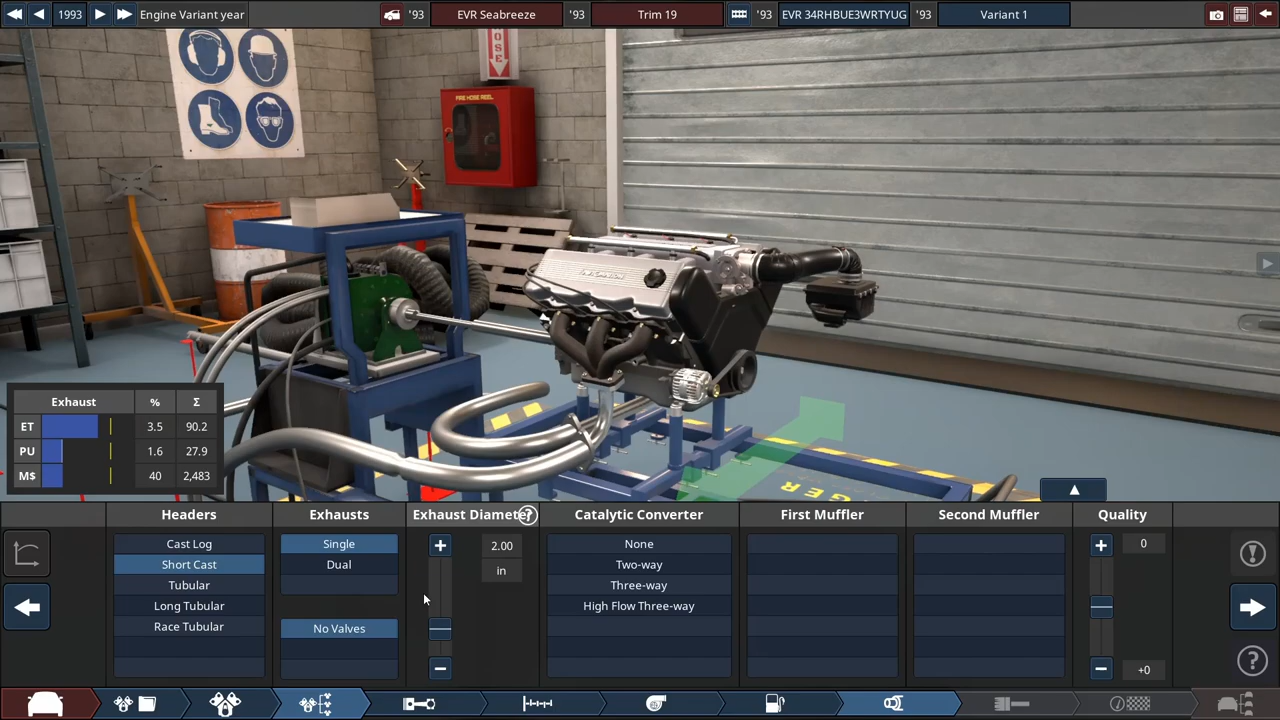 1993 Engine Variant year '93 EVR Seabreeze '93 Trim 19 '93 EVR 34RHBUE3WRTYUG '93 Variant 1
HOSE
FIRE HOSE REEL
Exhaust % Σ
ET 3.5 90.2
PU 1.6 27.9
M$ 40 2,483
GER
Headers Exhausts Exhaust Diameter ? Catalytic Converter First Muffler Second Muffler Quality
Cast Log Single + 2.00 None + 0
Short Cast Dual in Two-way
Tubular Three-way
Long Tubular High Flow Three-way
Race Tubular No Valves
− − +0